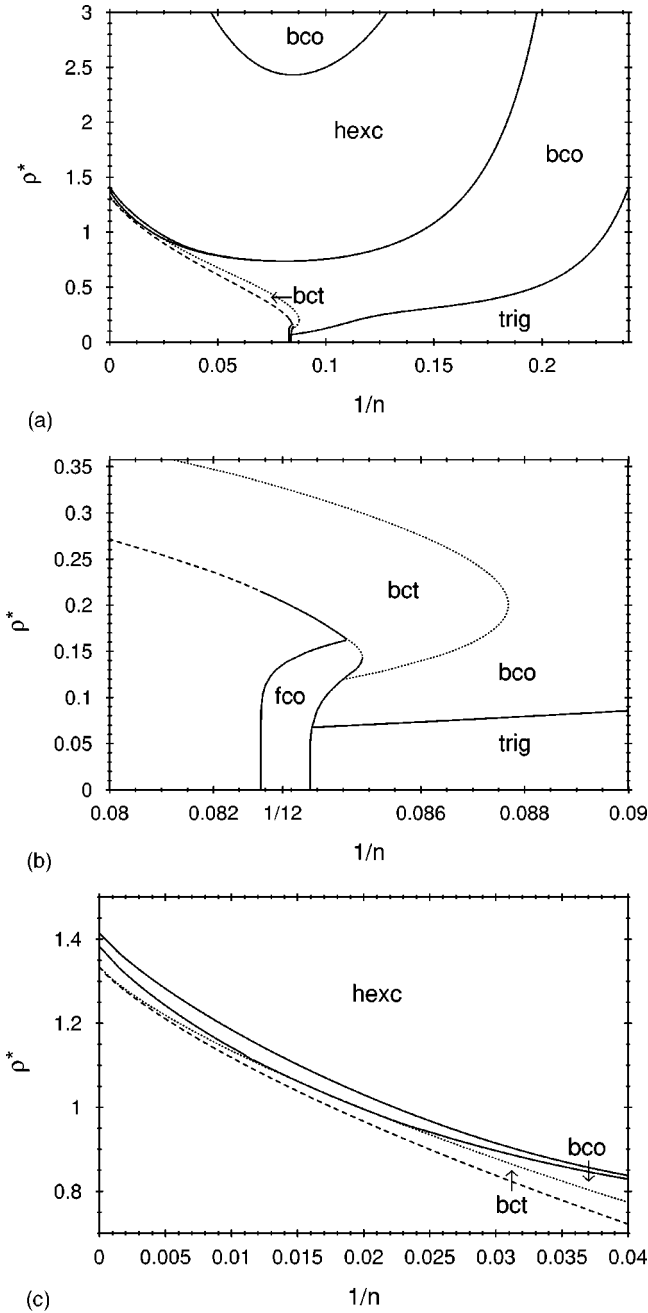 3
2.5
2
1.5
1
0.5
0
ρ*
bco
hexc
bco
bct
trig
0
0.05
0.1
0.15
0.2
1/n
(a)
0.35
0.3
0.25
0.2
0.15
0.1
0.05
0
ρ*
bct
fco
bco
trig
0.08
0.082
1/12
0.086
0.088
0.09
1/n
(b)
1.4
1.2
1
0.8
ρ*
hexc
bco
bct
0
0.005
0.01
0.015
0.02
0.025
0.03
0.035
0.04
1/n
(c)